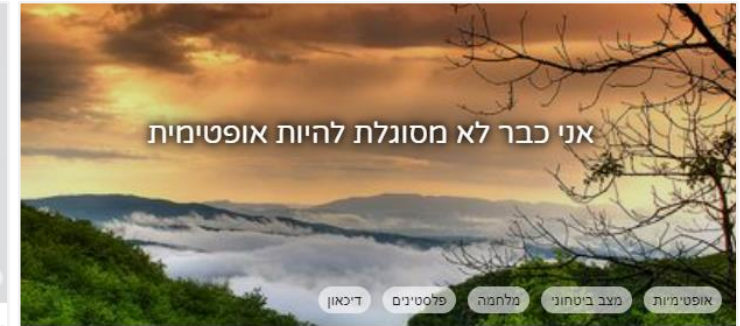 אני כבר לא מסוגלת להיות אופטימית
אופטימיות מצב ביטחוני מלחמה פלסטינים דיכאון